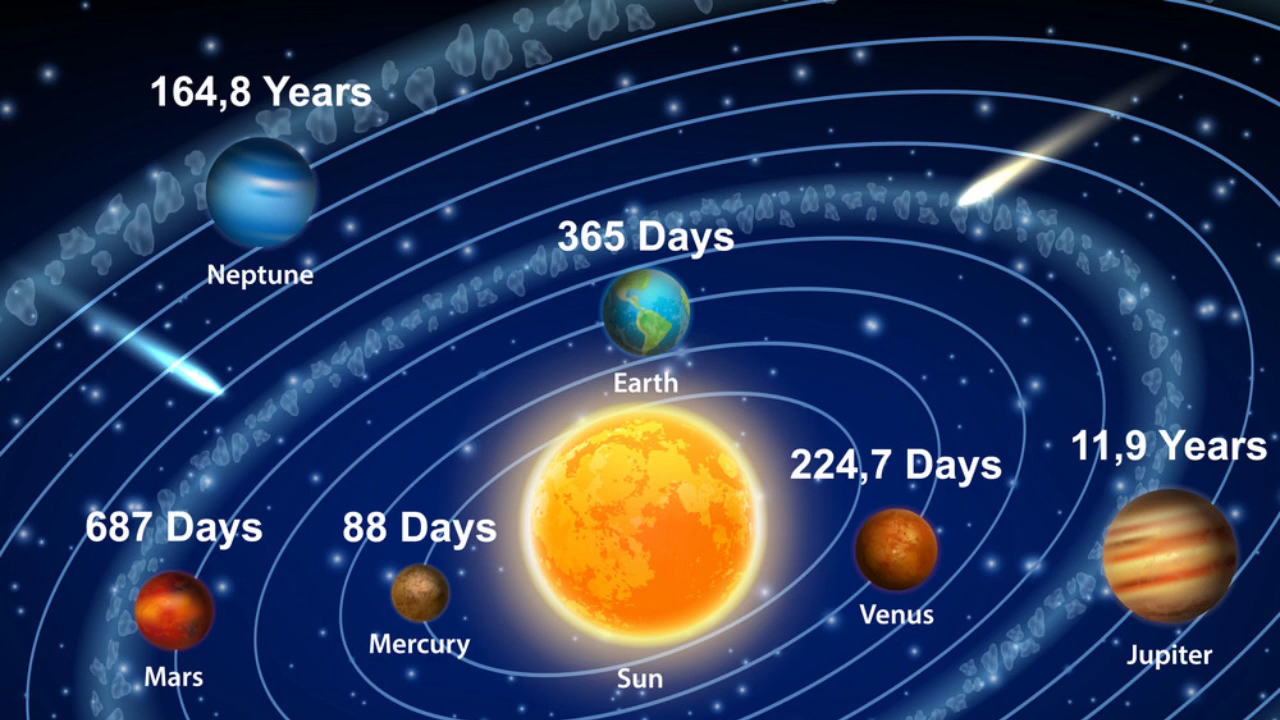 164,8 Years
Neptune
365 Days
Earth
224,7 Days
Venus
11,9 Years
Jupiter
687 Days
Mars
88 Days
Mercury
Sun